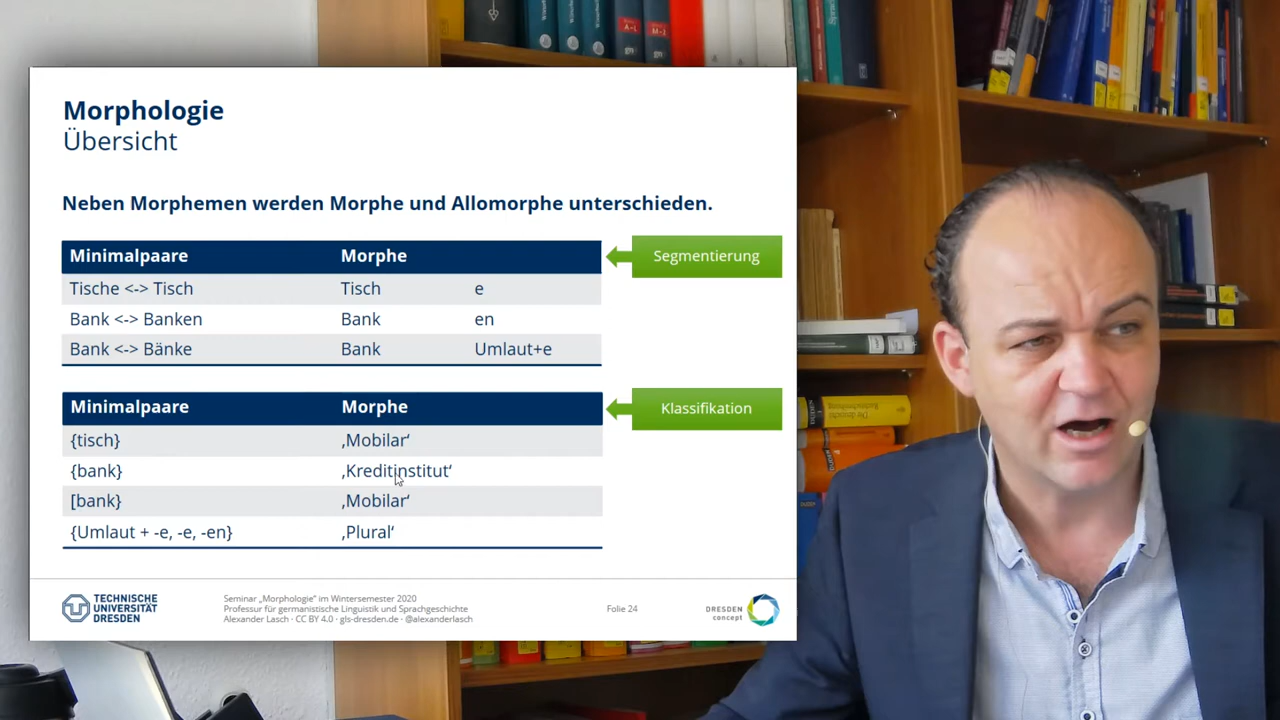 Morphologie
Übersicht
Neben Morphemen werden Morphe und Allomorphe unterschieden.
Minimalpaare Morphe
Segmentierung
Tische <-> Tisch Tisch e
Bank <-> Banken Bank en
Bank <-> Bänke Bank Umlaut+e
Minimalpaare Morphe
Klassifikation
{tisch} ‚Mobilar‘
{bank} ‚Kreditinstitut‘
[bank} ‚Mobilar‘
{Umlaut + -e, -e, -en} ‚Plural‘
TECHNISCHE
UNIVERSITÄT
DRESDEN
Seminar „Morphologie“ im Wintersemester 2020
Professur für germanistische Linguistik und Sprachgeschichte
Alexander Lasch · CC BY 4.0 · gls-dresden.de · @alexanderlasch
Folie 24
DRESDEN
concept
A-L
M-Z